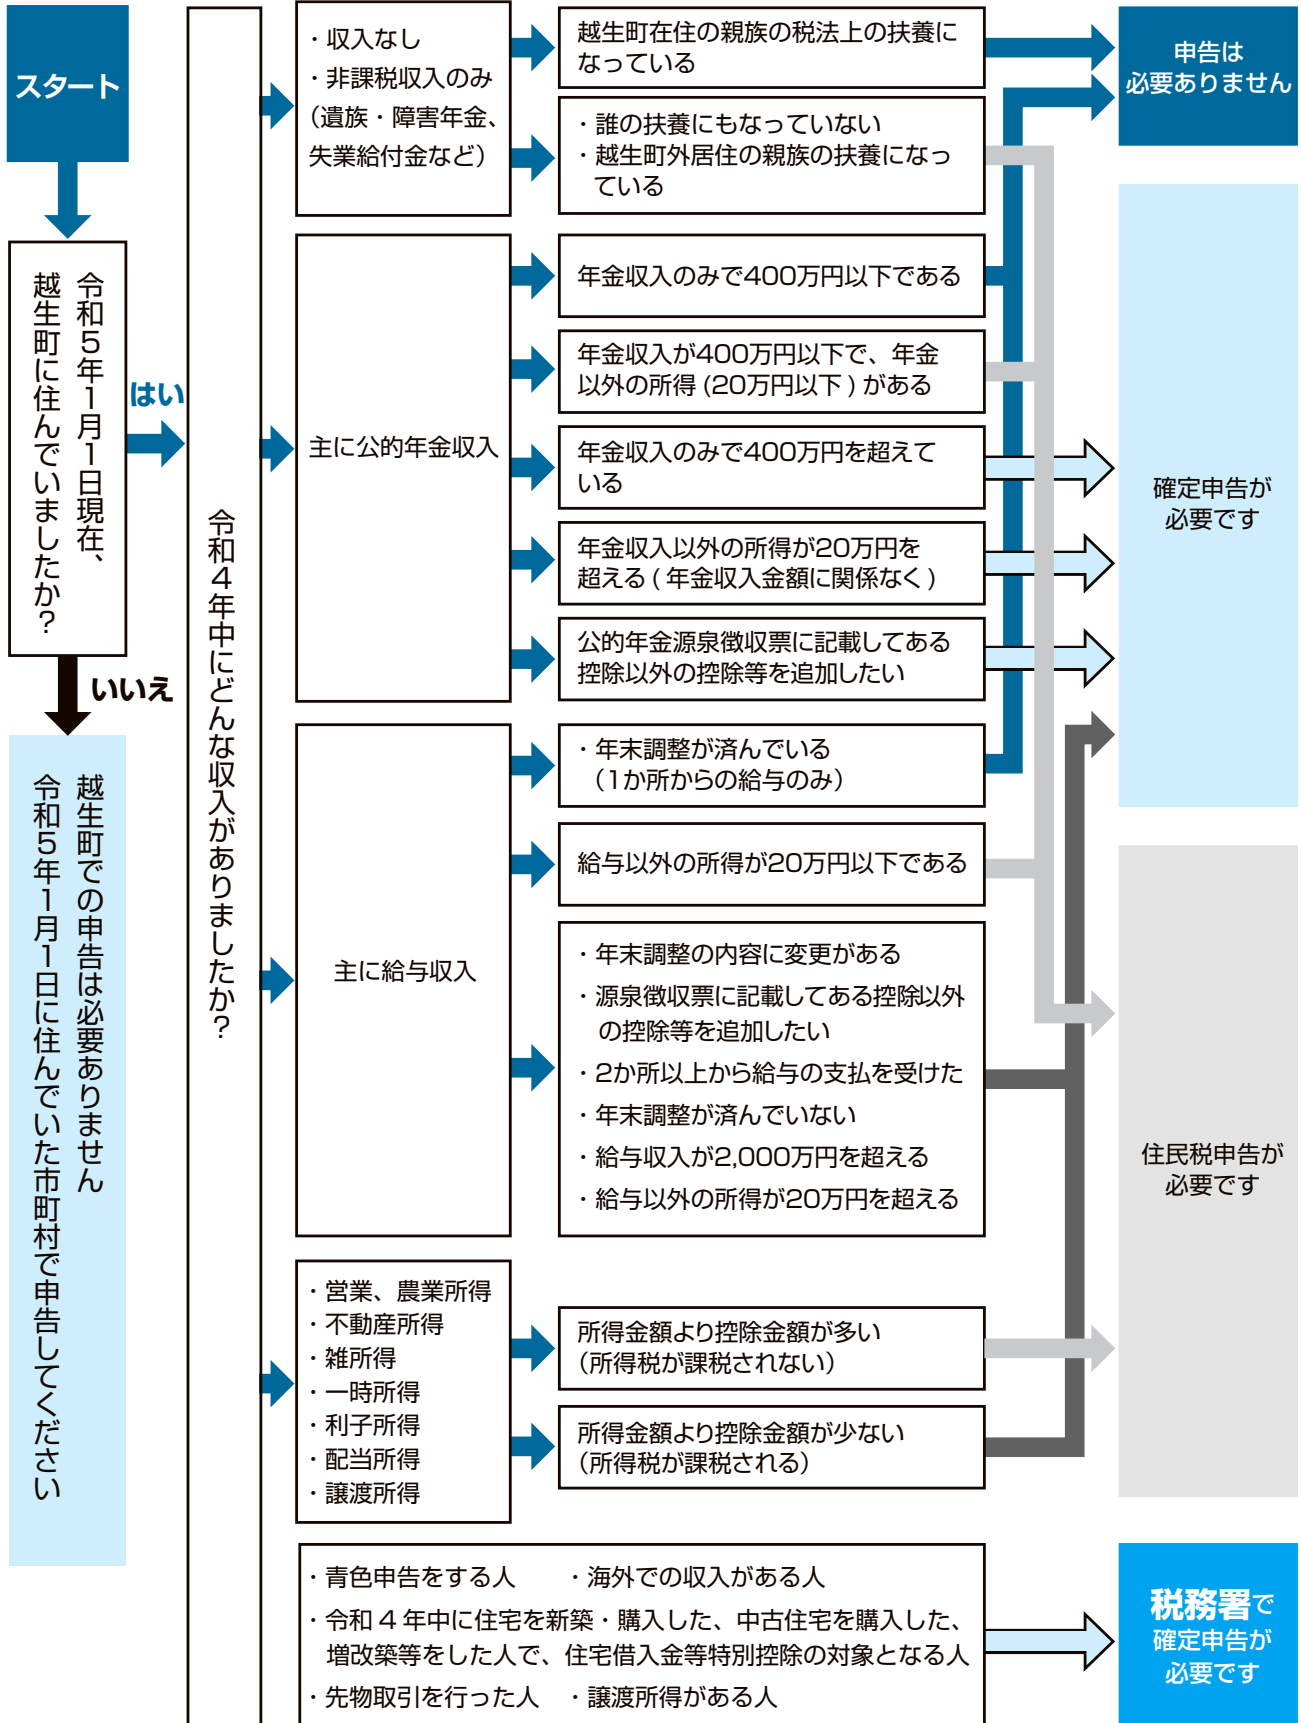 スタート
令和5年1月1日現在、
越生町に住んでいましたか？
はい
いいえ
越生町での申告は必要ありません
令和5年1月1日に住んでいた市町村で申告してください
令和4年中にどんな収入がありましたか？
・収入なし
・非課税収入のみ
（遺族・障害年金、
失業給付金など）
越生町在住の親族の税法上の扶養に
なっている
・誰の扶養にもなっていない
・越生町外居住の親族の扶養になっ
ている
主に公的年金収入
年金収入のみで400万円以下である
年金収入が400万円以下で、年金
以外の所得(20万円以下)がある
年金収入のみで400万円を超えて
いる
年金収入以外の所得が20万円を
超える(年金収入金額に関係なく)
公的年金源泉徴収票に記載してある
控除以外の控除等を追加したい
主に給与収入
・年末調整が済んでいる
（1か所からの給与のみ）
給与以外の所得が20万円以下である
・年末調整の内容に変更がある
・源泉徴収票に記載してある控除以外
の控除等を追加したい
・2か所以上から給与の支払を受けた
・年末調整が済んでいない
・給与収入が2,000万円を超える
・給与以外の所得が20万円を超える
・営業、農業所得
・不動産所得
・雑所得
・一時所得
・利子所得
・配当所得
・譲渡所得
所得金額より控除金額が多い
（所得税が課税されない）
所得金額より控除金額が少ない
（所得税が課税される）
・青色申告をする人 ・海外での収入がある人
・令和4年中に住宅を新築・購入した、中古住宅を購入した、
増改築等をした人で、住宅借入金等特別控除の対象となる人
・先物取引を行った人 ・譲渡所得がある人
申告は
必要ありません
確定申告が
必要です
住民税申告が
必要です
税務署で
確定申告が
必要です